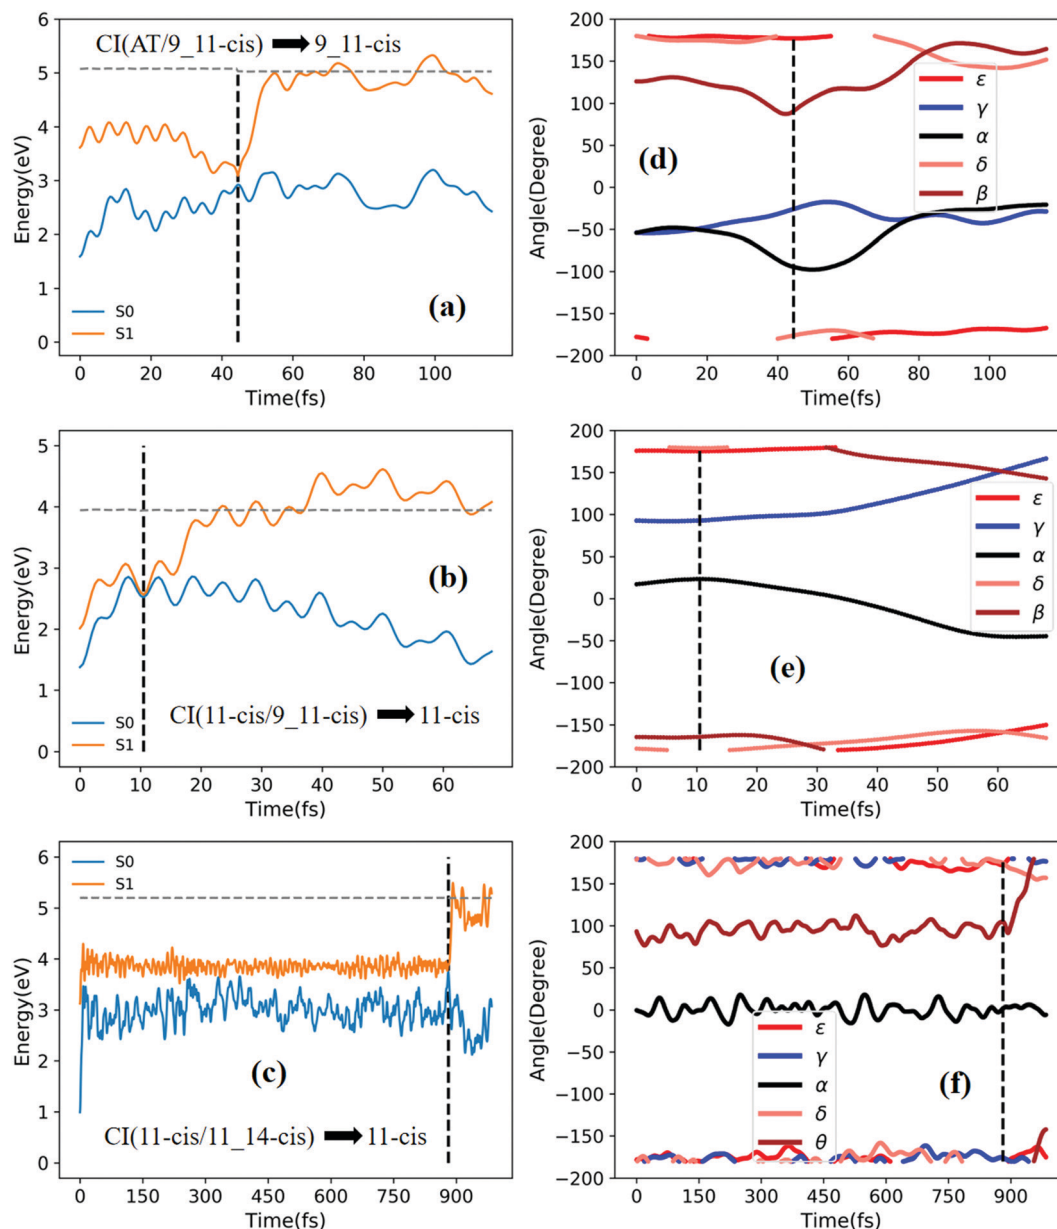 6
5
4
3
2
1
0
Energy(eV)
CI(AT/9_11-cis) 9_11-cis
S0
S1
(a)
0 20 40 60 80 100
Time(fs)
200
150
100
50
0
−50
−100
−150
−200
Angle(Degree)
(d)
ε
γ
α
δ
β
0 20 40 60 80 100
Time(fs)
5
4
3
2
1
0
Energy(eV)
(b)
CI(11-cis/9_11-cis) 11-cis
S0
S1
0 10 20 30 40 50 60
Time(fs)
200
150
100
50
0
−50
−100
−150
−200
Angle(Degree)
ε
γ
α
δ
β
(e)
0 10 20 30 40 50 60
Time(fs)
6
5
4
3
2
1
0
Energy(eV)
S0
S1
(c)
CI(11-cis/11_14-cis) 11-cis
0 150 300 450 600 750 900
Time(fs)
200
150
100
50
0
−50
−100
−150
−200
Angle(Degree)
ε
γ
α
δ
θ
(f)
0 150 300 450 600 750 900
Time(fs)